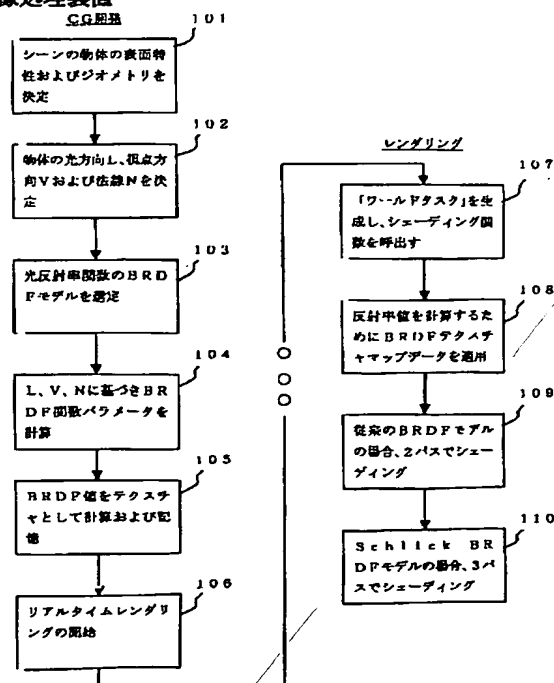 像処理装置
CG開発
101
シーンの物体の表面特
性およびジオメトリを
決定
102
物体の光方向L、視点方
向Vおよび法線Nを決
定
103
光反射率関数のBRD
Fモデルを選定
104
L、V、Nに基づきBR
DF関数パラメータを
計算
105
BRDF値をテクスチ
ャとして計算および記
憶
106
リアルタイムレンダリ
ングの開始
レンダリング
107
「ワールドタスク」を生
成し、シェーディング関
数を呼出す
108
反射率値を計算するた
めにBRDFテクスチ
ャマップデータを適用
109
従来のBRDFモデル
の場合、2パスでシェー
ディング
110
Schlick BR
DFモデルの場合、3パ
スでシェーディング